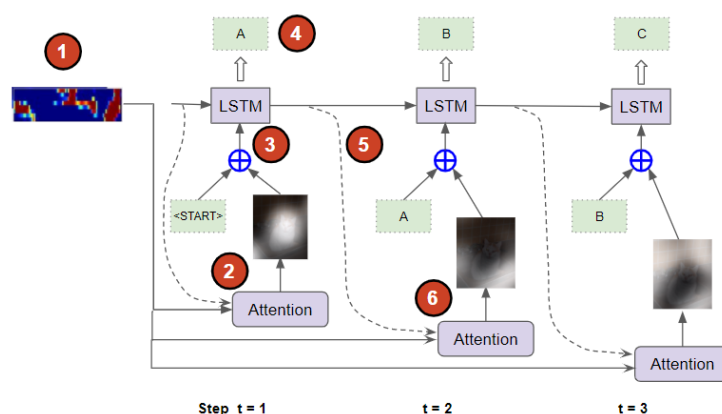 A
4
B
C
1
LSTM
LSTM
LSTM
3
5
<START>
A
B
2
6
Attention
Attention
Attention
Step t = 1
t = 2
t = 3